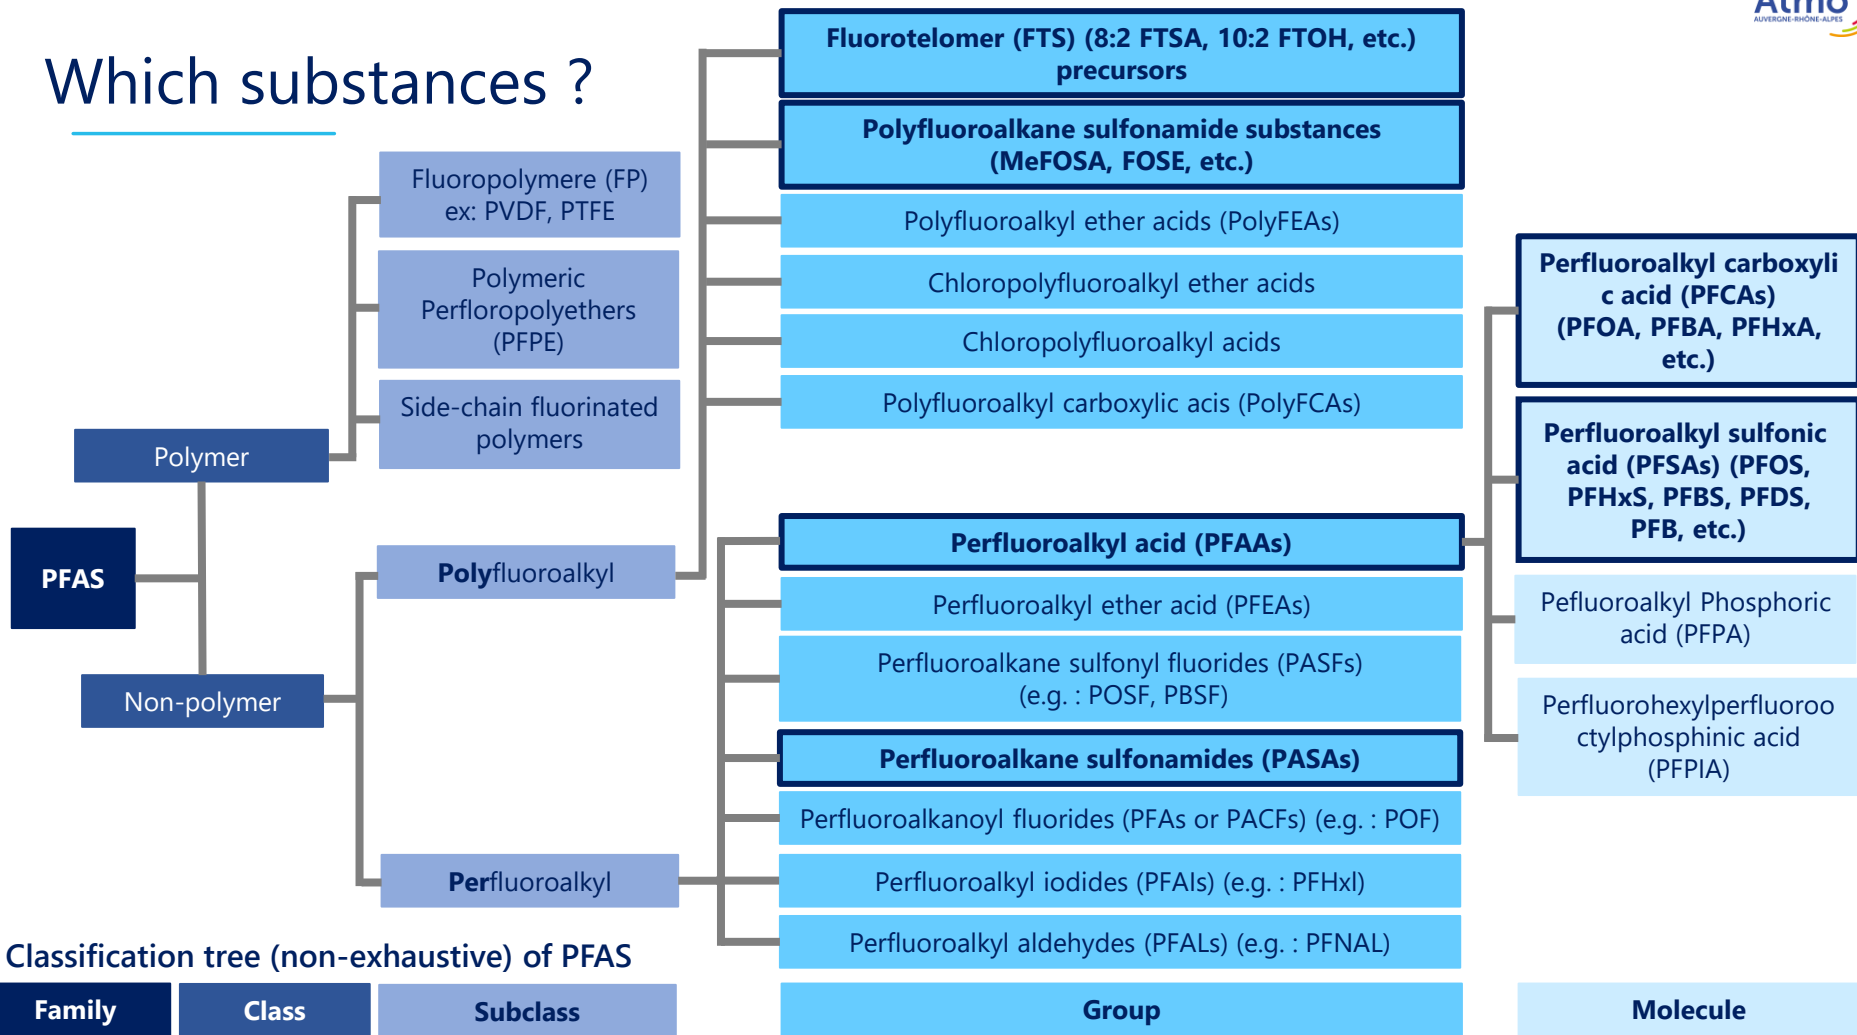 Atmo
AUVERGNE-RHÔNE-ALPES
Which substances ?
Fluorotelomer (FTS) (8:2 FTSA, 10:2 FTOH, etc.)
precursors
Polyfluoroalkane sulfonamide substances
(MeFOSA, FOSE, etc.)
Polyfluoroalkyl ether acids (PolyFEAs)
Chloropolyfluoroalkyl ether acids
Chloropolyfluoroalkyl acids
Polyfluoroalkyl carboxylic acis (PolyFCAs)
Fluoropolymere (FP)
ex: PVDF, PTFE
Polymeric
Perfloropolyethers
(PFPE)
Side-chain fluorinated
polymers
Polymer
PFAS
Non-polymer
Polyfluoroalkyl
Perfluoroalkyl
Perfluoroalkyl acid (PFAAs)
Perfluoroalkyl ether acid (PFEAs)
Perfluoroalkane sulfonyl fluorides (PASFs)
(e.g. : POSF, PBSF)
Perfluoroalkane sulfonamides (PASAs)
Perfluoroalkanoyl fluorides (PFAs or PACFs) (e.g. : POF)
Perfluoroalkyl iodides (PFAIs) (e.g. : PFHxl)
Perfluoroalkyl aldehydes (PFALs) (e.g. : PFNAL)
Perfluoroalkyl carboxyli
c acid (PFCAs)
(PFOA, PFBA, PFHxA,
etc.)
Perfluoroalkyl sulfonic
acid (PFSAs) (PFOS,
PFHxS, PFBS, PFDS,
PFB, etc.)
Pefluoroalkyl Phosphoric
acid (PFPA)
Perfluorohexylperfluoroo
ctylphosphinic acid
(PFPIA)
Classification tree (non-exhaustive) of PFAS
Family
Class
Subclass
Group
Molecule